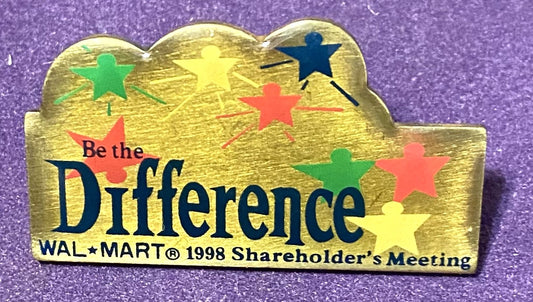 Be the
Difference
WAL★MART® 1998 Shareholder's Meeting